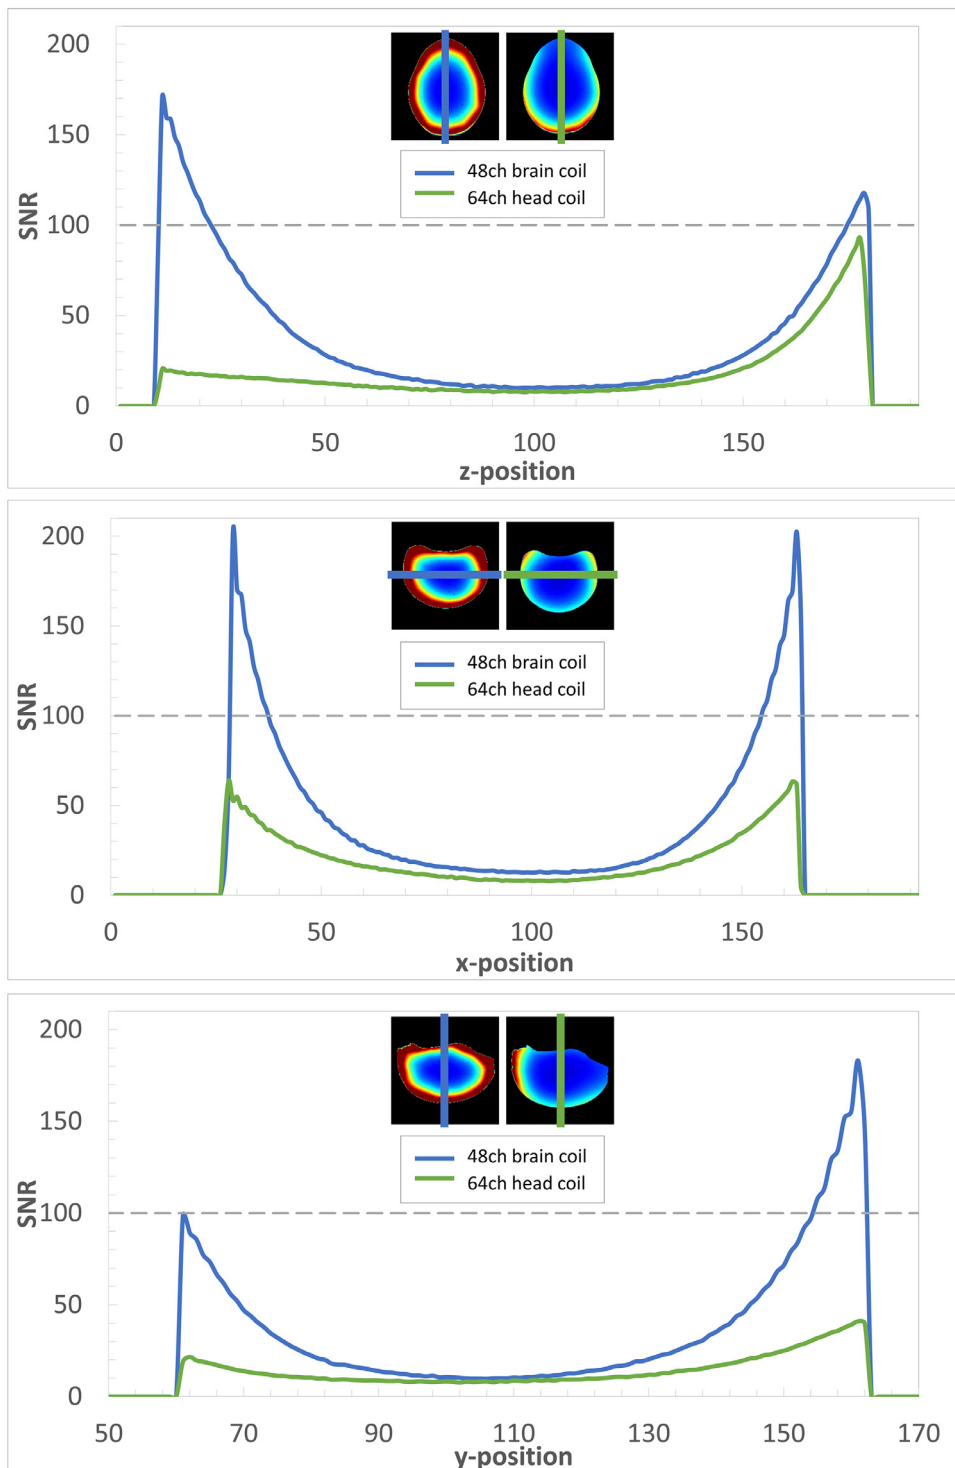 200
150
100
50
0
SNR
48ch brain coil
64ch head coil
0 50 100 150
z-position
200
150
100
50
0
SNR
48ch brain coil
64ch head coil
0 50 100 150
x-position
200
150
100
50
0
SNR
48ch brain coil
64ch head coil
50 70 90 110 130 150 170
y-position